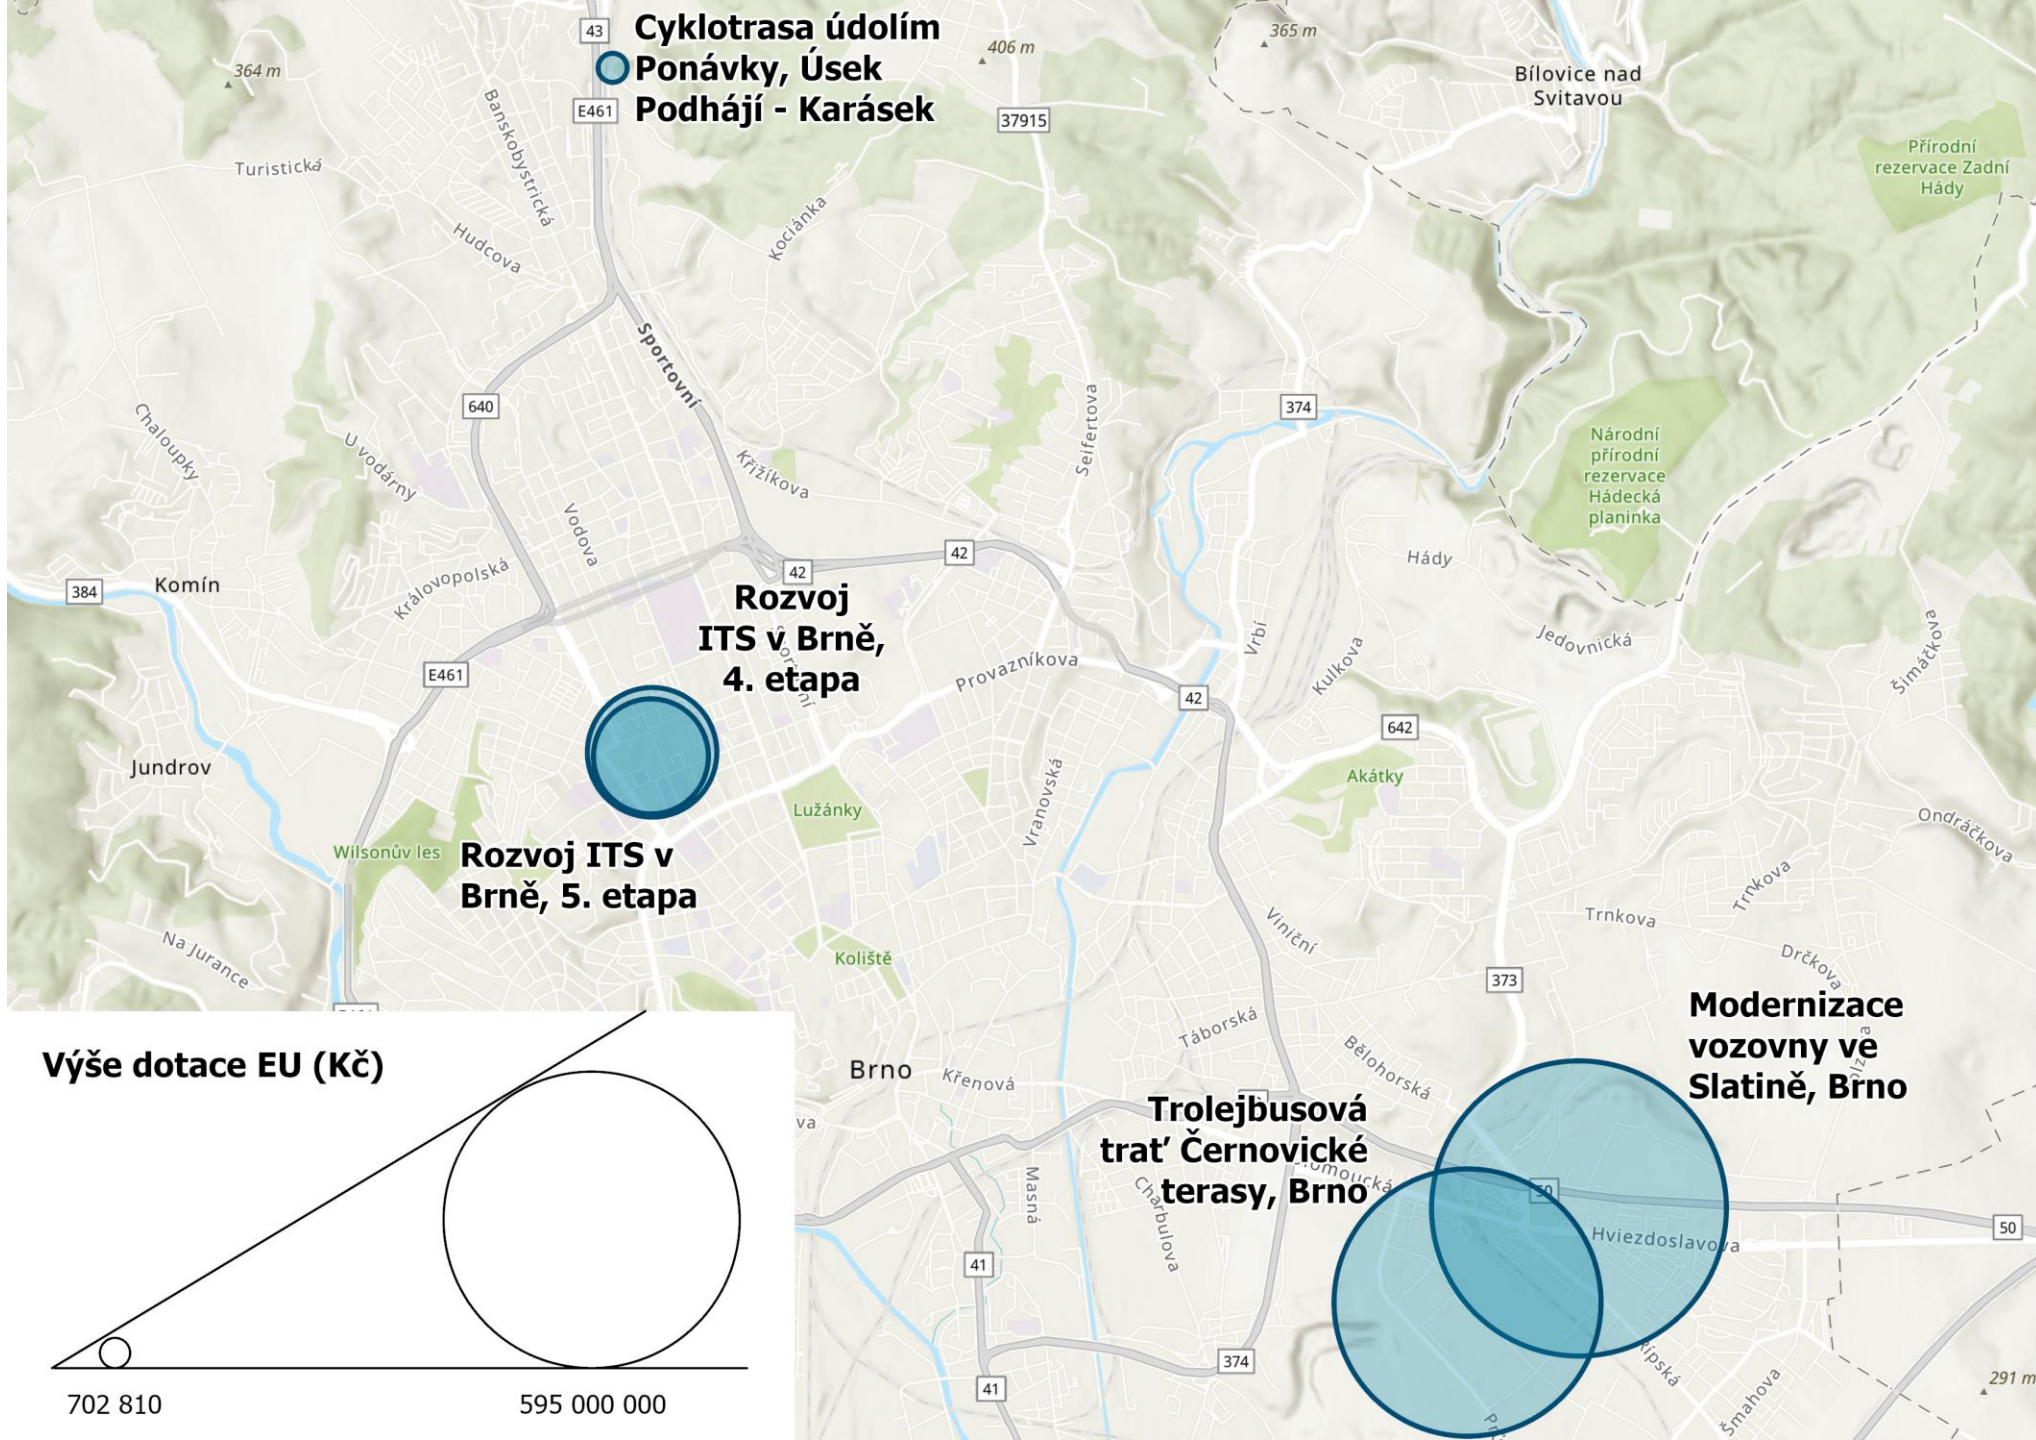 43
Cyklotrasa údolím
Ponávky, Úsek
Podhájí - Karásek
E461
364 m
406 m
365 m
37915
Bílovice nad
Svitavou
Přírodní
rezervace Zadní
Hády
Turistická
Banskobystrická
Hudcova
Kociánka
Sportovní
640
Chaloupky
U vodárny
Vodova
Křižíkova
Seifertova
374
Národní
přírodní
rezervace
Hádecká
planinka
Hády
42
42
384
Komín
Královopolská
Rozvoj
ITS v Brně,
4. etapa
E461
Provazníkova
Vrbí
Kulkova
Jedovnická
Šimáčkova
42
642
Jundrov
Lužánky
Akátky
Vranovská
Wilsonův les
Rozvoj ITS v
Brně, 5. etapa
Ondráčkova
Trnkova
Trnkova
Viniční
Na Jurance
Koliště
Drčkova
373
Modernizace
vozovny ve
Slatině, Brno
Táborská
Bělohorská
Brno
Křenová
Trolejbusová
trať Černovické
terasy, Brno
Masná
Charbulova
50
Hviezdoslavova
50
41
374
41
Řípská
Šmahova
291 m
Výše dotace EU (Kč)
702 810
595 000 000